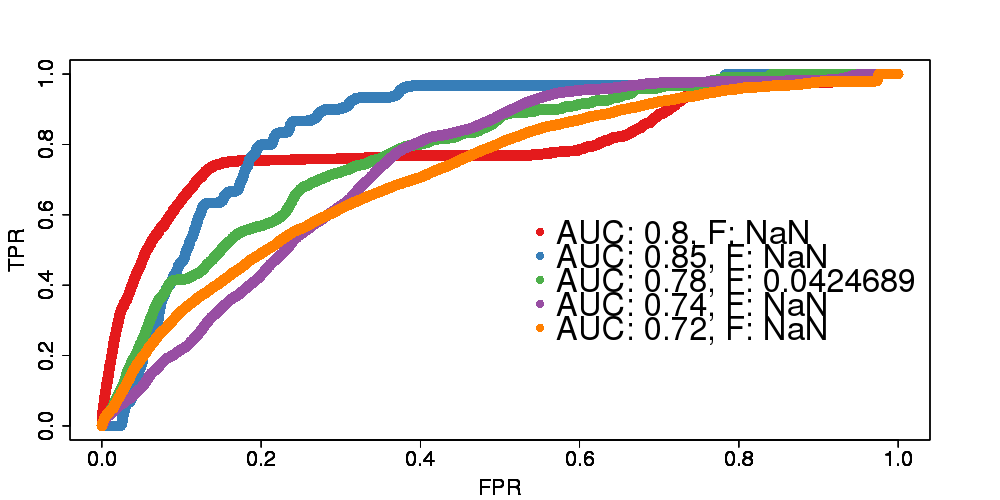 1.0
0.8
0.6
0.4
0.2
0.0
TPR
AUC: 0.8, F: NaN
AUC: 0.85, F: NaN
AUC: 0.78, F: 0.0424689
AUC: 0.74, F: NaN
AUC: 0.72, F: NaN
0.0 0.2 0.4 0.6 0.8 1.0
FPR